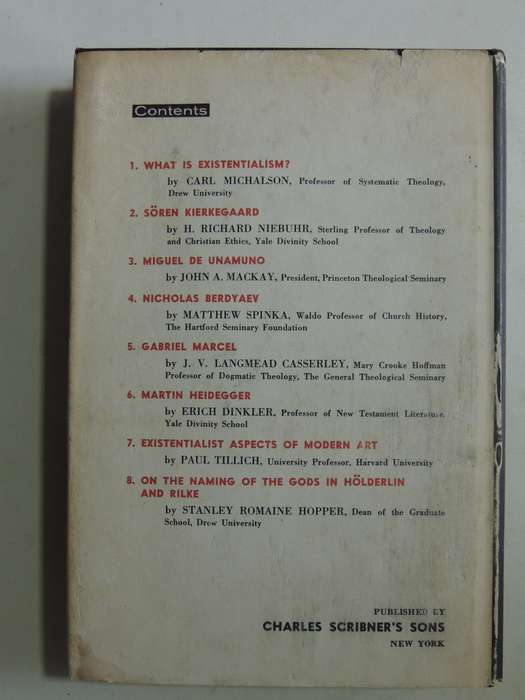 Contents
1. WHAT IS EXISTENTIALISM?
by CARL MICHALSON, Professor of Systematic Theology,
Drew University
2. SÖREN KIERKEGAARD
by H. RICHARD NIEBUHR, Sterling Professor of Theology
and Christian Ethics, Yale Divinity School
3. MIGUEL DE UNAMUNO
by JOHN A. MACKAY, President, Princeton Theological Seminary
4. NICHOLAS BERDYAEV
by MATTHEW SPINKA, Waldo Professor of Church History,
The Hartford Seminary Foundation
5. GABRIEL MARCEL
by J. V. LANGMEAD CASSERLEY, Mary Crooke Hoffman
Professor of Dogmatic Theology, The General Theological Seminary
6. MARTIN HEIDEGGER
by ERICH DINKLER, Professor of New Testament Literature,
Yale Divinity School
7. EXISTENTIALIST ASPECTS OF MODERN ART
by PAUL TILLICH, University Professor, Harvard University
8. ON THE NAMING OF THE GODS IN HÖLDERLIN
AND RILKE
by STANLEY ROMAINE HOPPER, Dean of the Graduate
School, Drew University
PUBLISHED BY
CHARLES SCRIBNER'S SONS
NEW YORK